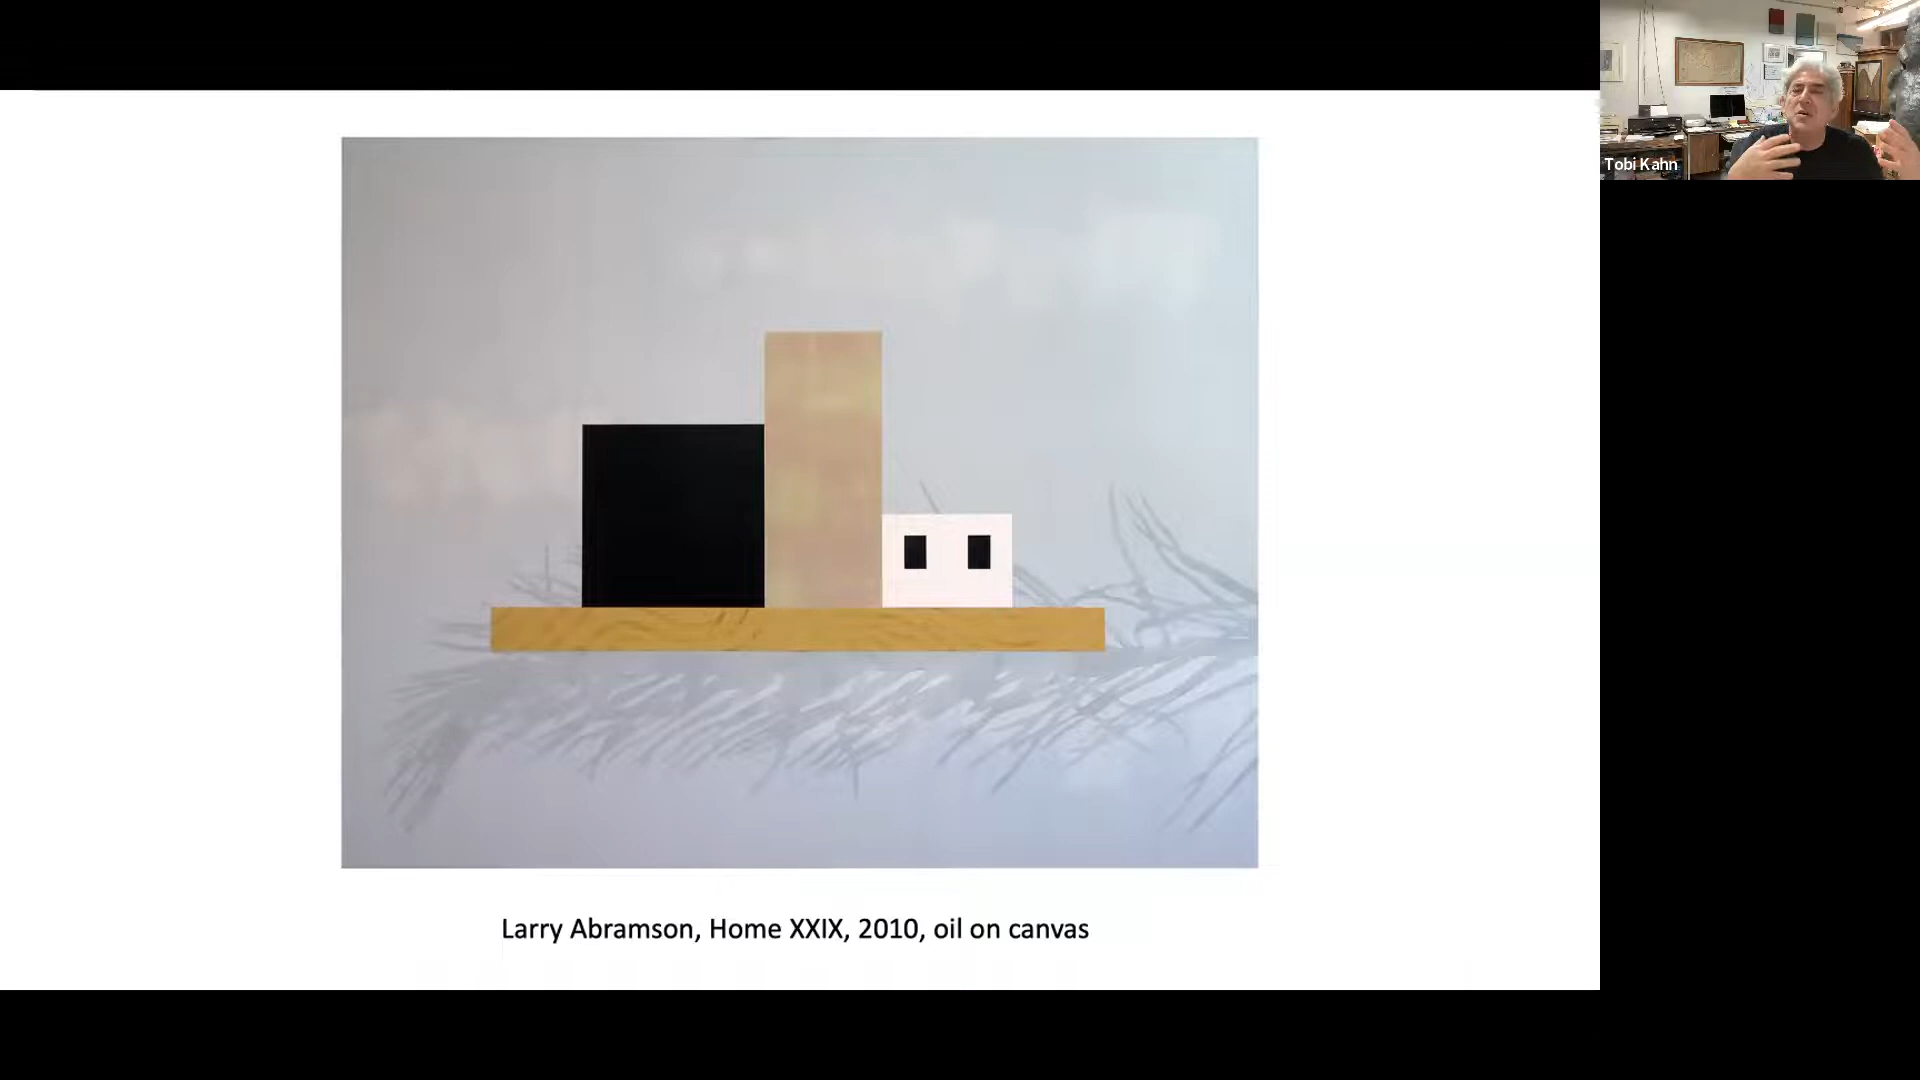 Tobi Kahn
Larry Abramson, Home XXIX, 2010, oil on canvas